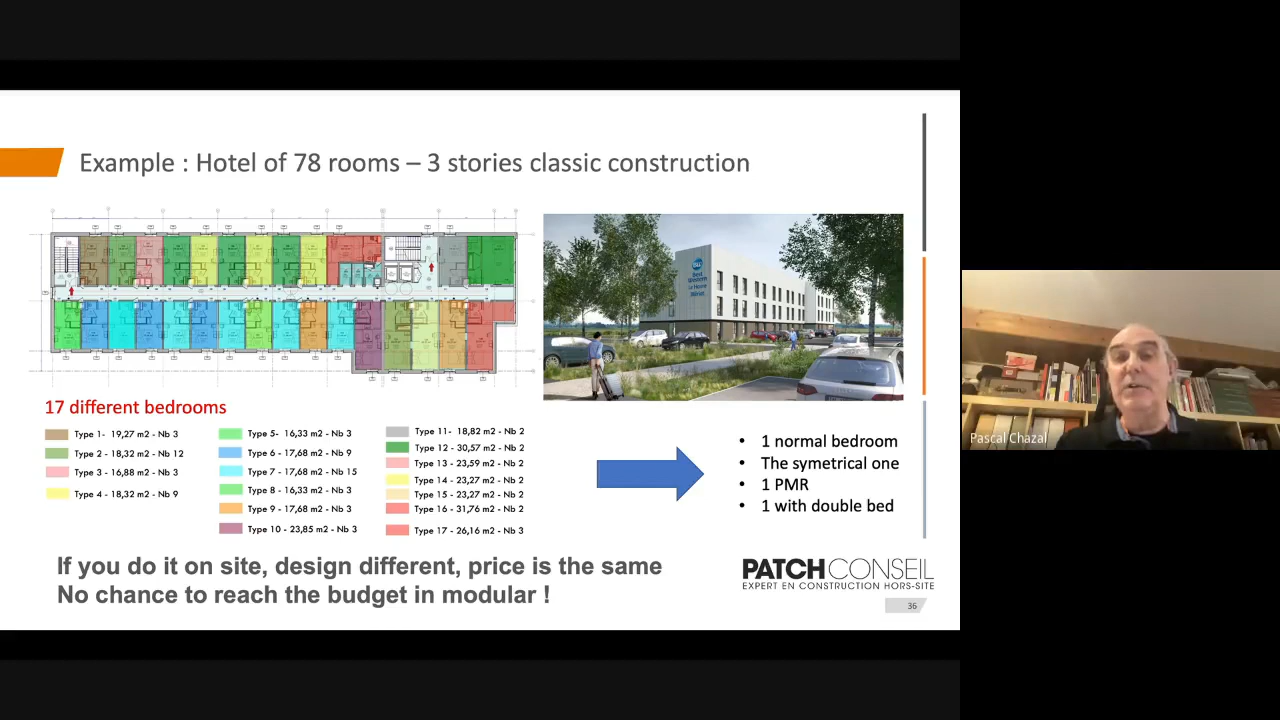 Example : Hotel of 78 rooms – 3 stories classic construction
Best
Western
17 different bedrooms
Type 1- 19,27 m2 - Nb 3
Type 2 - 18,32 m2 - Nb 12
Type 3 - 16,88 m2 - Nb 3
Type 4 - 18,32 m2 - Nb 9
Type 5- 16,33 m2 - Nb 3
Type 6 - 17,68 m2 - Nb 9
Type 7 - 17,68 m2 - Nb 15
Type 8 - 16,33 m2 - Nb 3
Type 9 - 17,68 m2 - Nb 3
Type 10 - 23,85 m2 - Nb 3
Type 11- 18,82 m2 - Nb 2
Type 12 - 30,57 m2 - Nb 2
Type 13 - 23,59 m2 - Nb 2
Type 14 - 23,27 m2 - Nb 2
Type 15 - 23,27 m2 - Nb 2
Type 16 - 31,76 m2 - Nb 2
Type 17 - 26,16 m2 - Nb 3
• 1 normal bedroom
• The symetrical one
• 1 PMR
• 1 with double bed
If you do it on site, design different, price is the same
No chance to reach the budget in modular !
PATCHCONSEIL
EXPERT EN CONSTRUCTION HORS-SITE
36
Pascal Chazal